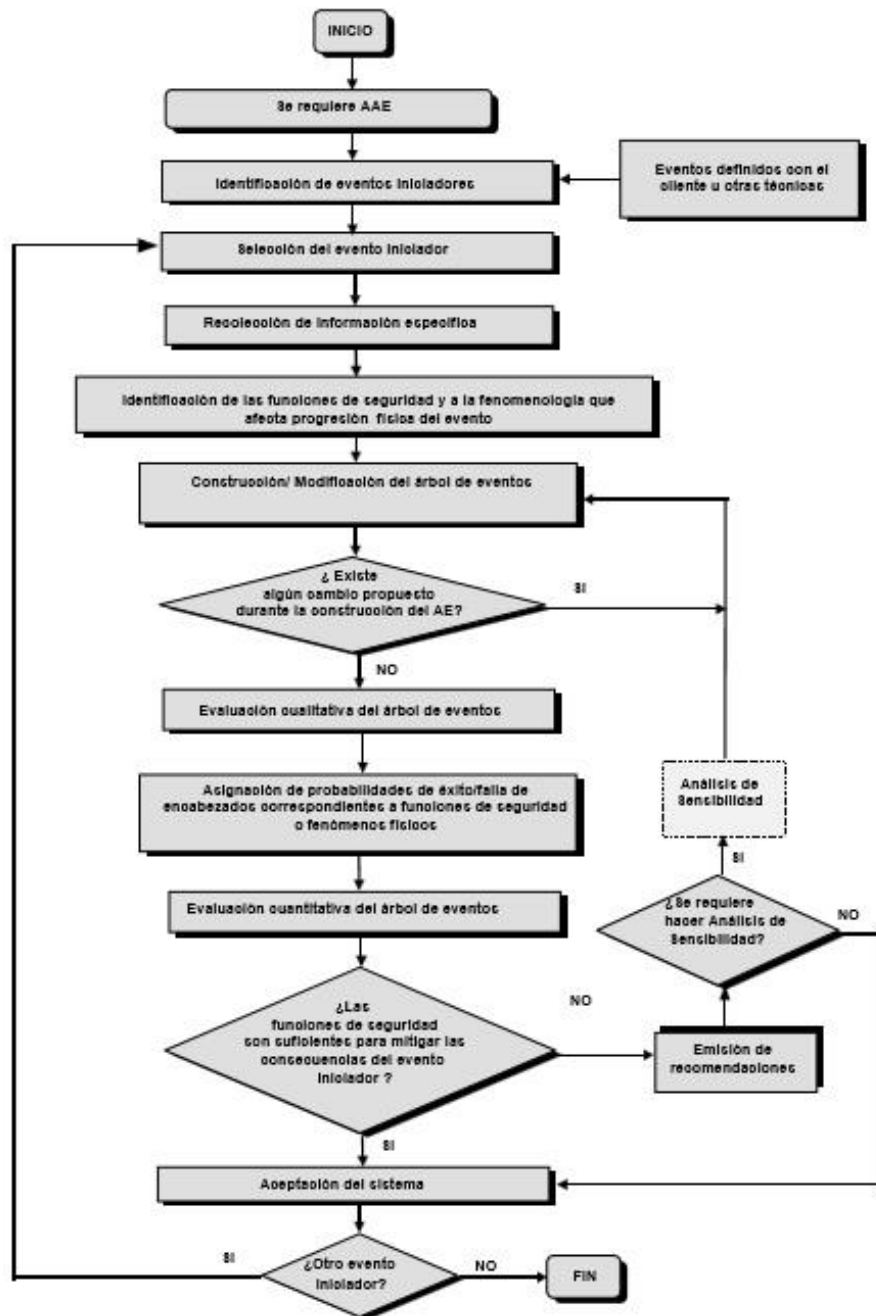 INICIO
Se requiere AAE
Identificación de eventos iniciadores
Eventos definidos con el
cliente u otras técnicas
Selección del evento iniciador
Recolección de información específica
Identificación de las funciones de seguridad y a la fenomenología que
afecta progresión física del evento
Construcción/ Modificación del árbol de eventos
¿ Existe
algún cambio propuesto
durante la construcción del AE?
SI
NO
Evaluación cualitativa del árbol de eventos
Asignación de probabilidades de éxito/falla de
encabezados correspondientes a funciones de seguridad
o fenómenos físicos
Análisis de
Sensibilidad
SI
Evaluación cuantitativa del árbol de eventos
¿Se requiere
hacer Análisis de
Sensibilidad?
NO
¿Las
funciones de seguridad
son suficientes para mitigar las
consecuencias del evento
iniciador ?
NO
Emisión de
recomendaciones
SI
Aceptación del sistema
SI
¿Otro evento
iniciador?
NO
FIN